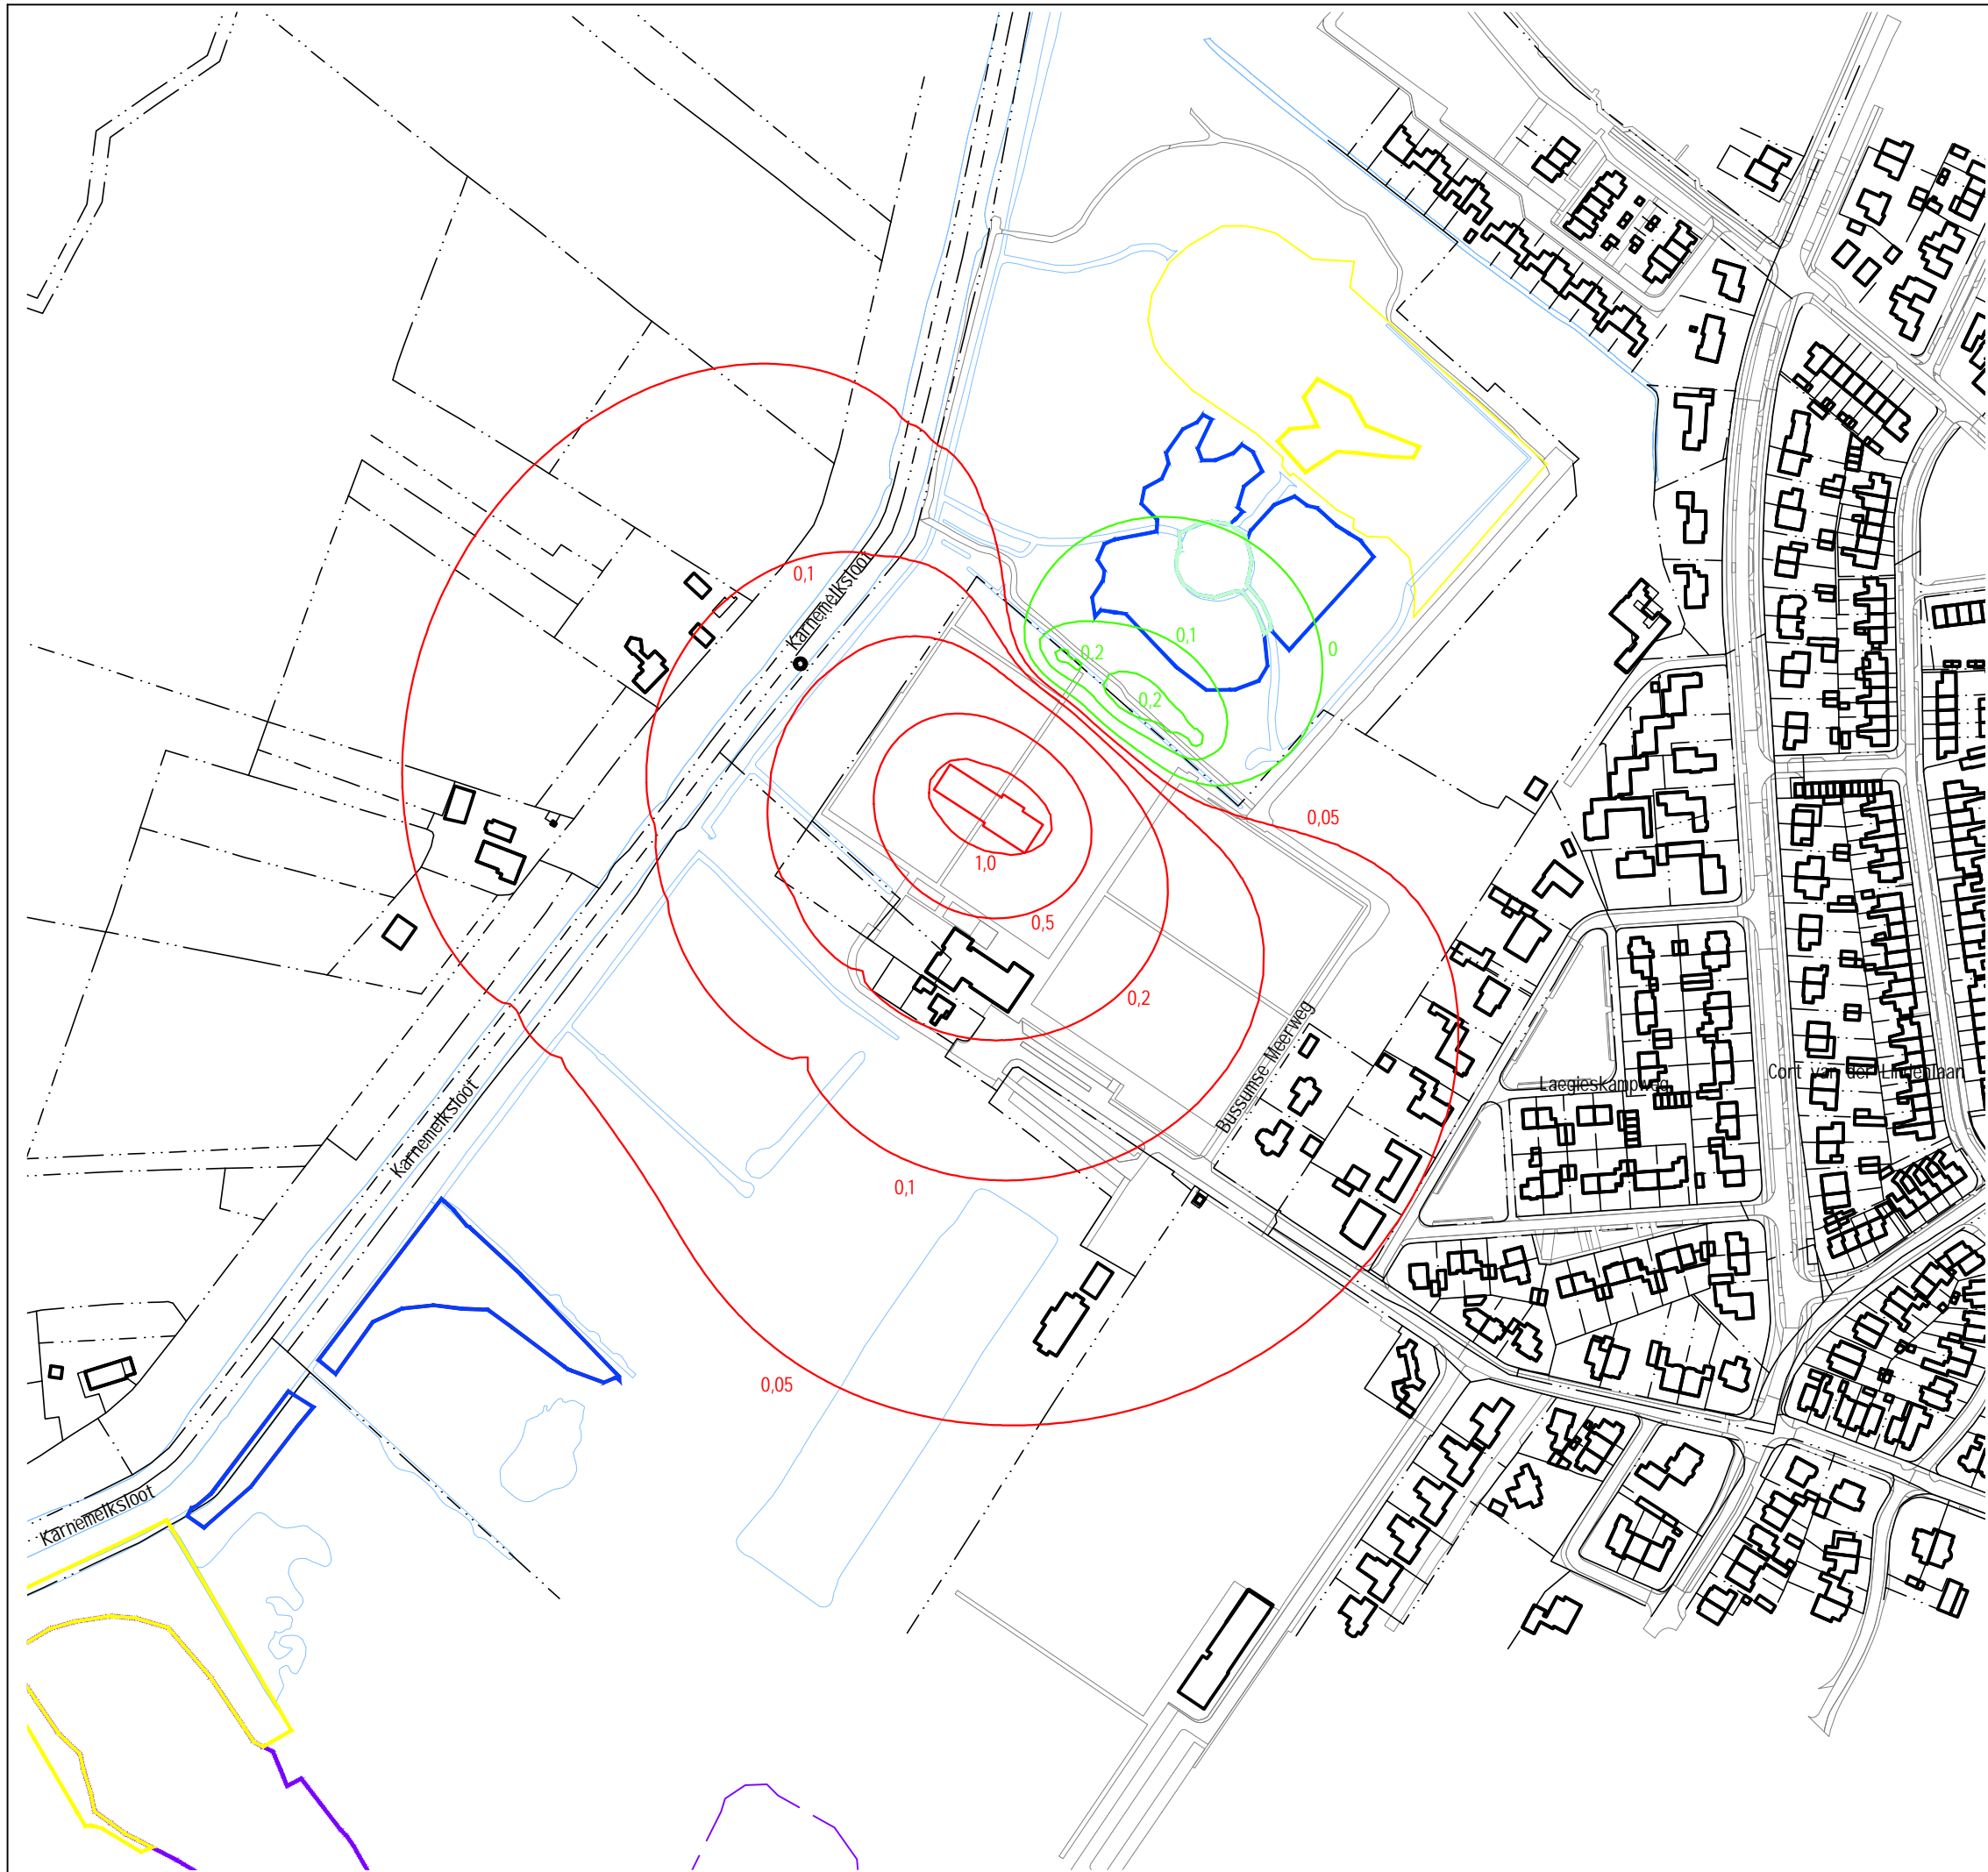 0,1
Karnemelksloot
0,1
0,2
0
0,2
0,05
1,0
0,5
0,2
Bussumse Meerweg
Laegieskampweg
Cort van der Lindenlaan
Karnemelksloot
0,1
0,05
Karnemelksloot